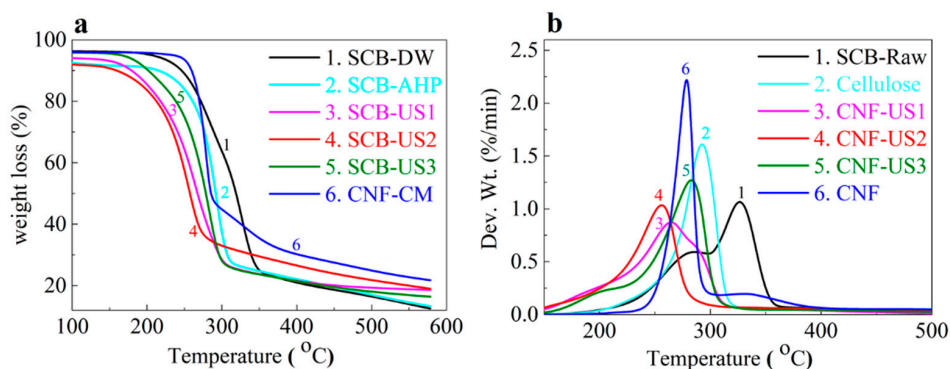 a
100
80
60
40
20
weight loss (%)
1. SCB-DW
2. SCB-AHP
3. SCB-US1
4. SCB-US2
5. SCB-US3
6. CNF-CM
1
2
3
4
5
6
100 200 300 400 500 600
Temperature ( °C)
b
2.5
2.0
1.5
1.0
0.5
0.0
Dev. Wt. (%/min)
1. SCB-Raw
2. Cellulose
3. CNF-US1
4. CNF-US2
5. CNF-US3
6. CNF
6
2
5
4
3
1
200 300 400 500
Temperature ( °C)